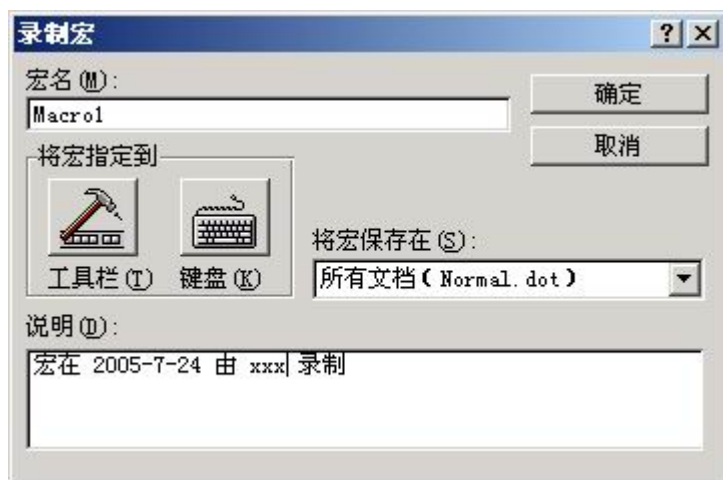 录制宏
宏名(M):
Macro1
确定
取消
将宏指定到
工具栏(T)
键盘(K)
将宏保存在(S):
所有文档(Normal.dot)
说明(D):
宏在 2005-7-24 由 xxx 录制